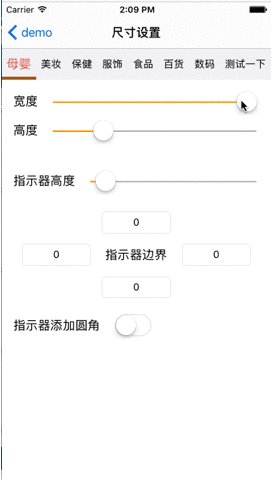 Carrier 2:09 PM
demo 尺寸设置
母婴 美妆 保健 服饰 食品 百货 数码 测试一下
宽度
高度
指示器高度
0
0 指示器边界 0
0
指示器添加圆角